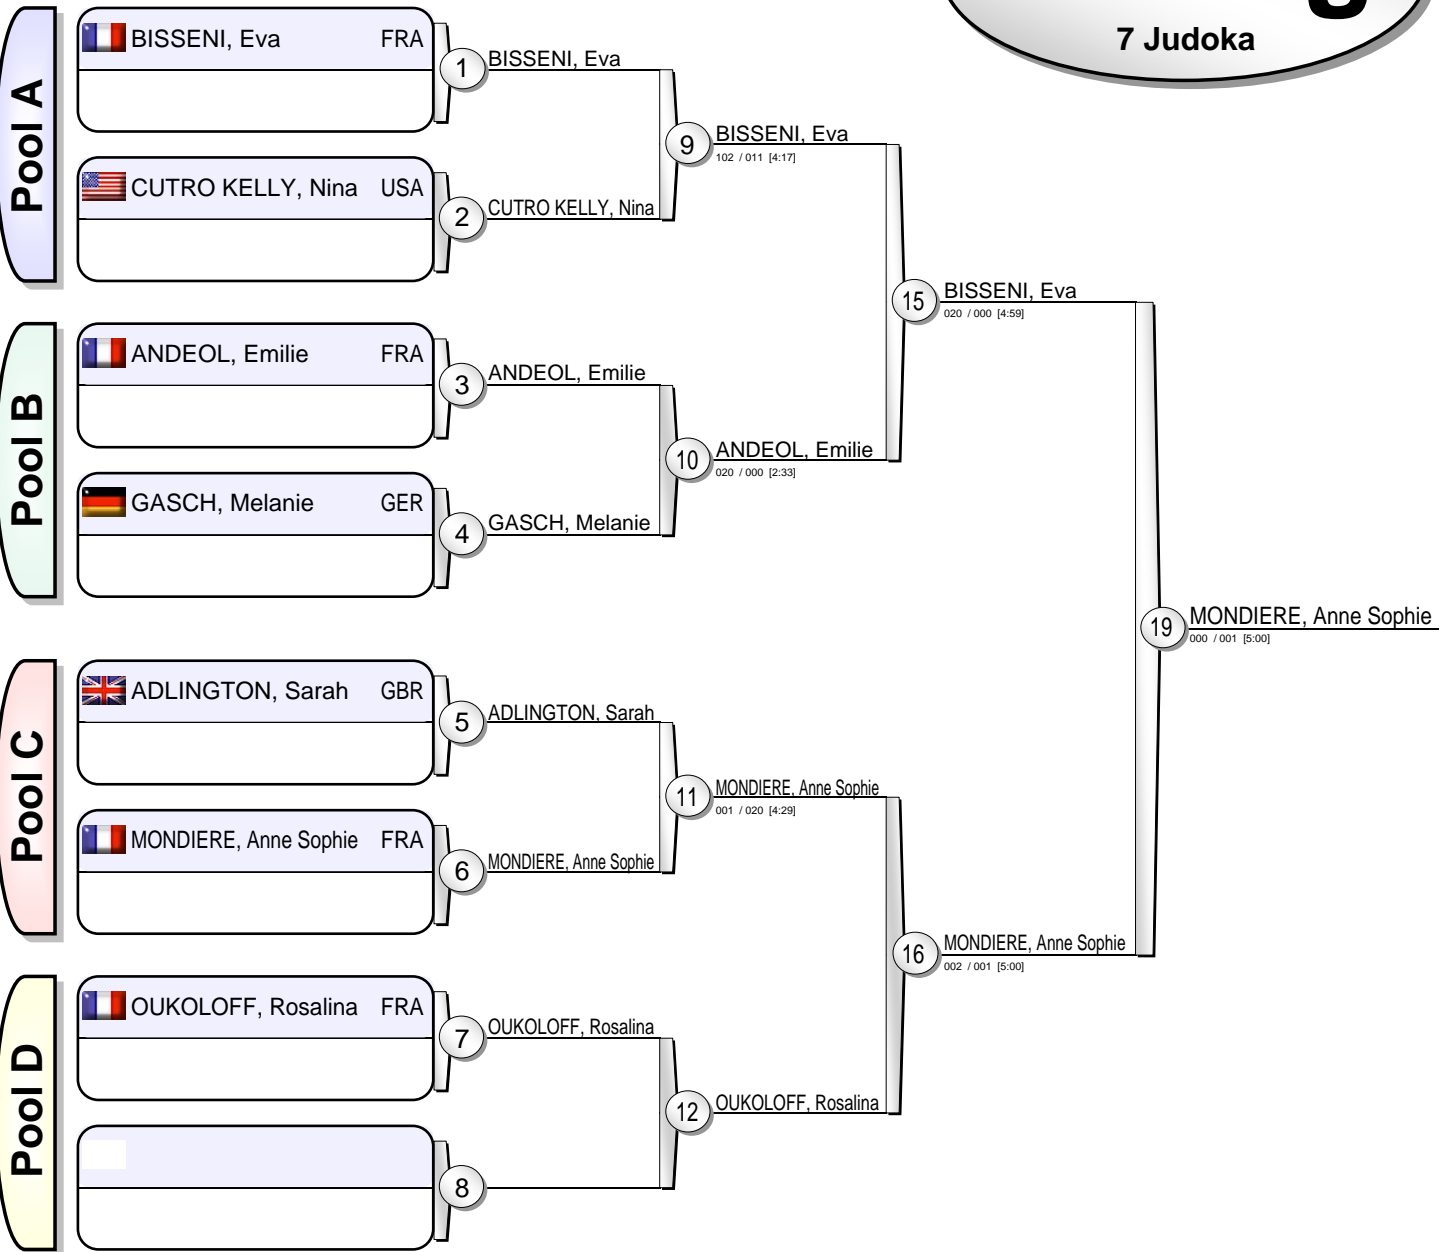 7 Judoka
Pool A
BISSENI, Eva FRA
1
BISSENI, Eva
CUTRO KELLY, Nina USA
2
CUTRO KELLY, Nina
9
BISSENI, Eva
102 / 011 [4:17]
Pool B
ANDEOL, Emilie FRA
3
ANDEOL, Emilie
GASCH, Melanie GER
4
GASCH, Melanie
10
ANDEOL, Emilie
020 / 000 [2:33]
15
BISSENI, Eva
020 / 000 [4:59]
Pool C
ADLINGTON, Sarah GBR
5
ADLINGTON, Sarah
MONDIERE, Anne Sophie FRA
6
MONDIERE, Anne Sophie
11
MONDIERE, Anne Sophie
001 / 020 [4:29]
Pool D
OUKOLOFF, Rosalina FRA
7
OUKOLOFF, Rosalina
8
12
OUKOLOFF, Rosalina
16
MONDIERE, Anne Sophie
002 / 001 [5:00]
19
MONDIERE, Anne Sophie
000 / 001 [5:00]